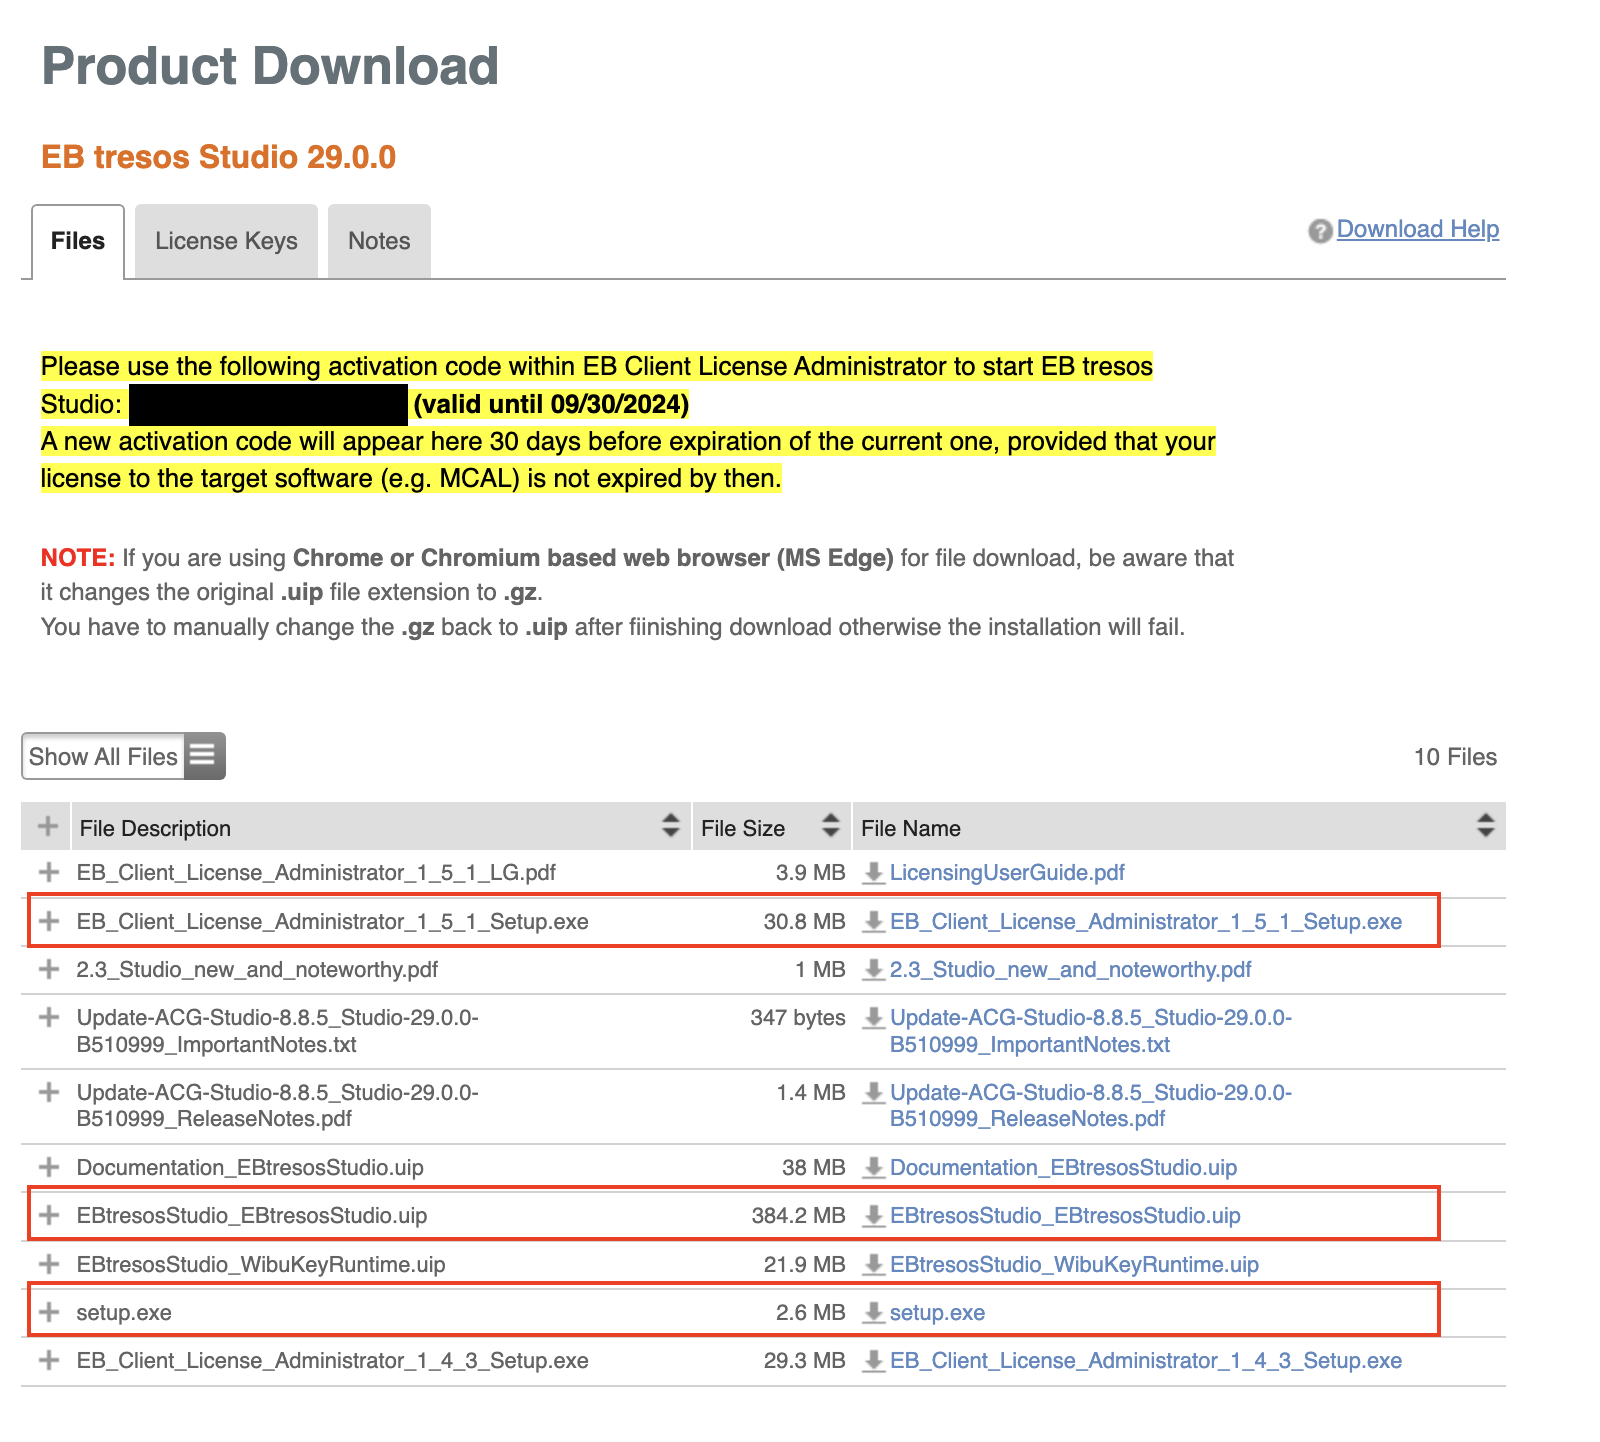 Product Download
EB tresos Studio 29.0.0
Files
License Keys
Notes
? Download Help
Please use the following activation code within EB Client License Administrator to start EB tresos
Studio: (valid until 09/30/2024)
A new activation code will appear here 30 days before expiration of the current one, provided that your
license to the target software (e.g. MCAL) is not expired by then.
NOTE: If you are using Chrome or Chromium based web browser (MS Edge) for file download, be aware that
it changes the original .uip file extension to .gz.
You have to manually change the .gz back to .uip after fiinishing download otherwise the installation will fail.
Show All Files
10 Files
+ File Description File Size File Name
+ EB_Client_License_Administrator_1_5_1_LG.pdf 3.9 MB LicensingUserGuide.pdf
+ EB_Client_License_Administrator_1_5_1_Setup.exe 30.8 MB EB_Client_License_Administrator_1_5_1_Setup.exe
+ 2.3_Studio_new_and_noteworthy.pdf 1 MB 2.3_Studio_new_and_noteworthy.pdf
+ Update-ACG-Studio-8.8.5_Studio-29.0.0- 347 bytes Update-ACG-Studio-8.8.5_Studio-29.0.0-
B510999_ImportantNotes.txt B510999_ImportantNotes.txt
+ Update-ACG-Studio-8.8.5_Studio-29.0.0- 1.4 MB Update-ACG-Studio-8.8.5_Studio-29.0.0-
B510999_ReleaseNotes.pdf B510999_ReleaseNotes.pdf
+ Documentation_EBtresosStudio.uip 38 MB Documentation_EBtresosStudio.uip
+ EBtresosStudio_EBtresosStudio.uip 384.2 MB EBtresosStudio_EBtresosStudio.uip
+ EBtresosStudio_WibuKeyRuntime.uip 21.9 MB EBtresosStudio_WibuKeyRuntime.uip
+ setup.exe 2.6 MB setup.exe
+ EB_Client_License_Administrator_1_4_3_Setup.exe 29.3 MB EB_Client_License_Administrator_1_4_3_Setup.exe